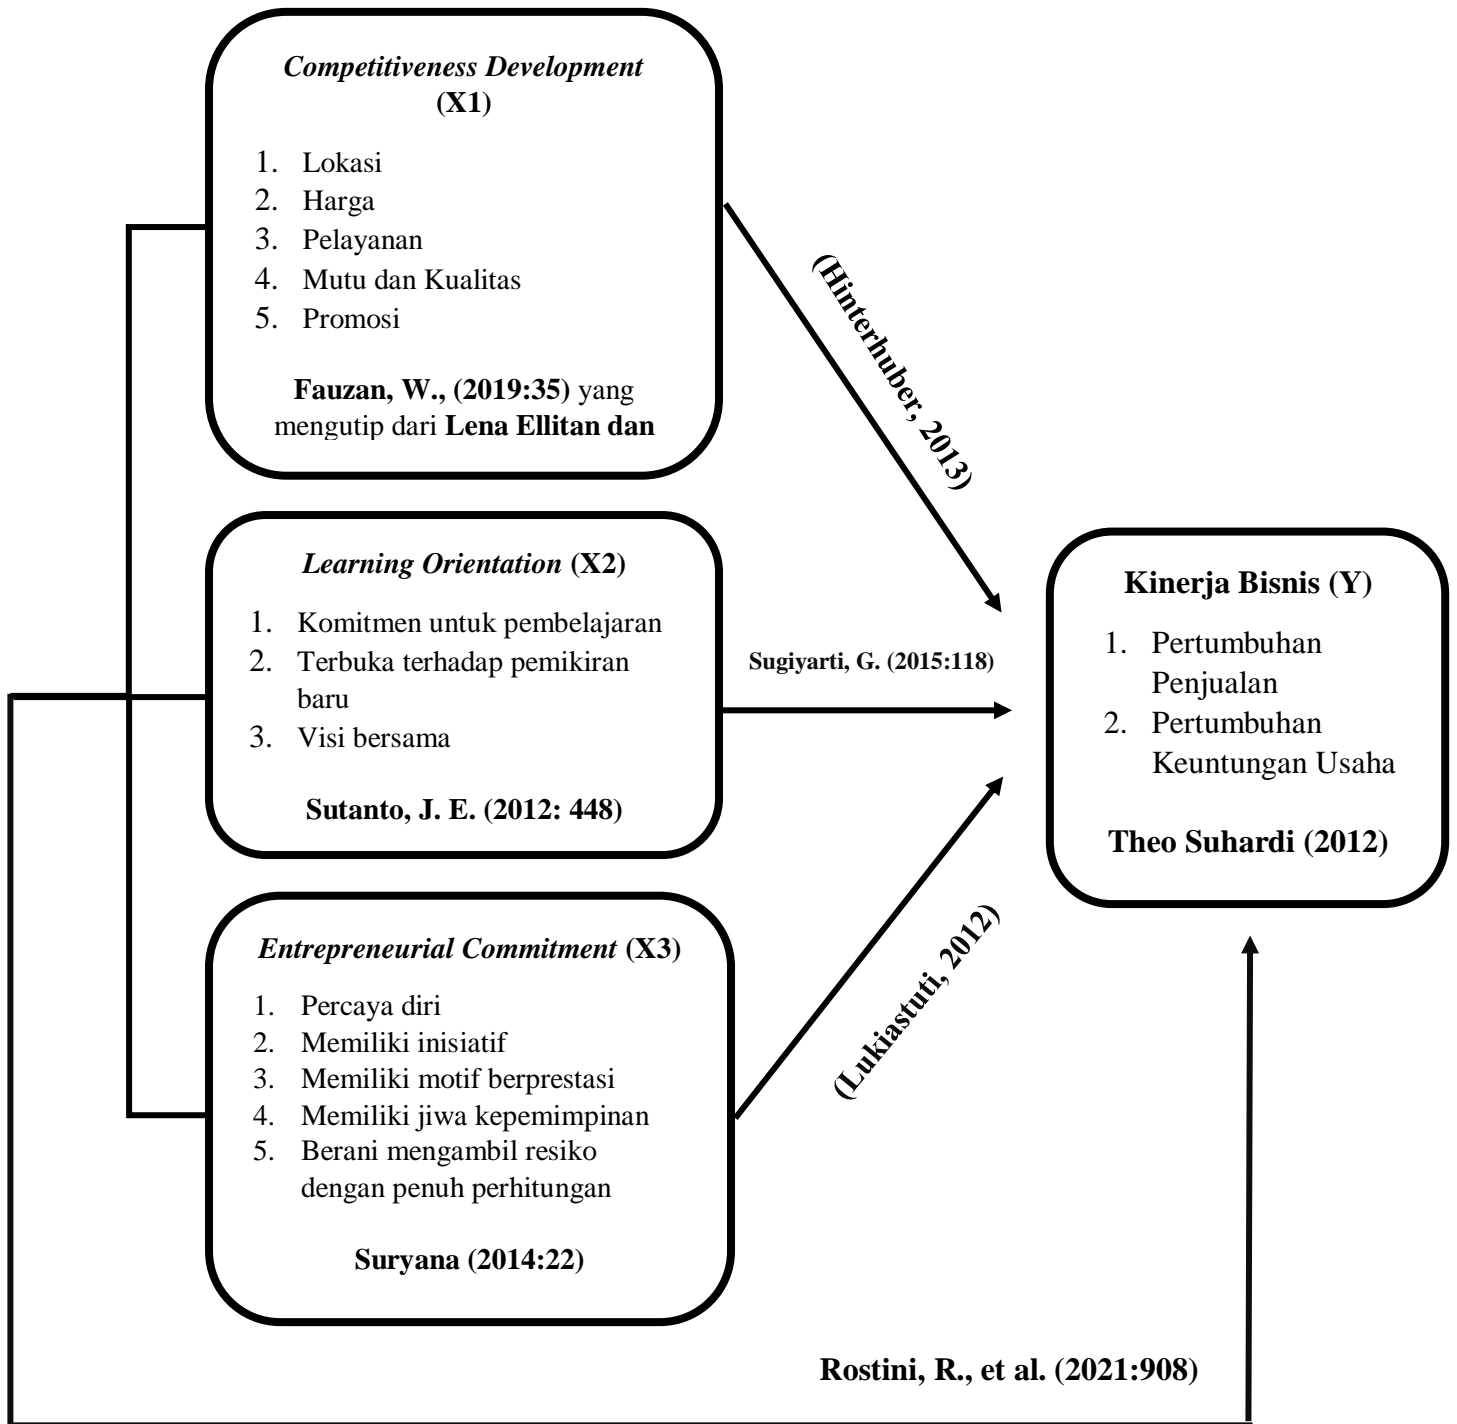 Competitiveness Development
(X1)
1. Lokasi
2. Harga
3. Pelayanan
4. Mutu dan Kualitas
5. Promosi
Fauzan, W., (2019:35) yang
mengutip dari Lena Ellitan dan
(Hinterhuber, 2013)
Learning Orientation (X2)
1. Komitmen untuk pembelajaran
2. Terbuka terhadap pemikiran
baru
3. Visi bersama
Sutanto, J. E. (2012: 448)
Sugiyarti, G. (2015:118)
Kinerja Bisnis (Y)
1. Pertumbuhan
Penjualan
2. Pertumbuhan
Keuntungan Usaha
Theo Suhardi (2012)
Entrepreneurial Commitment (X3)
1. Percaya diri
2. Memiliki inisiatif
3. Memiliki motif berprestasi
4. Memiliki jiwa kepemimpinan
5. Berani mengambil resiko
dengan penuh perhitungan
Suryana (2014:22)
(Lukiastuti, 2012)
Rostini, R., et al. (2021:908)